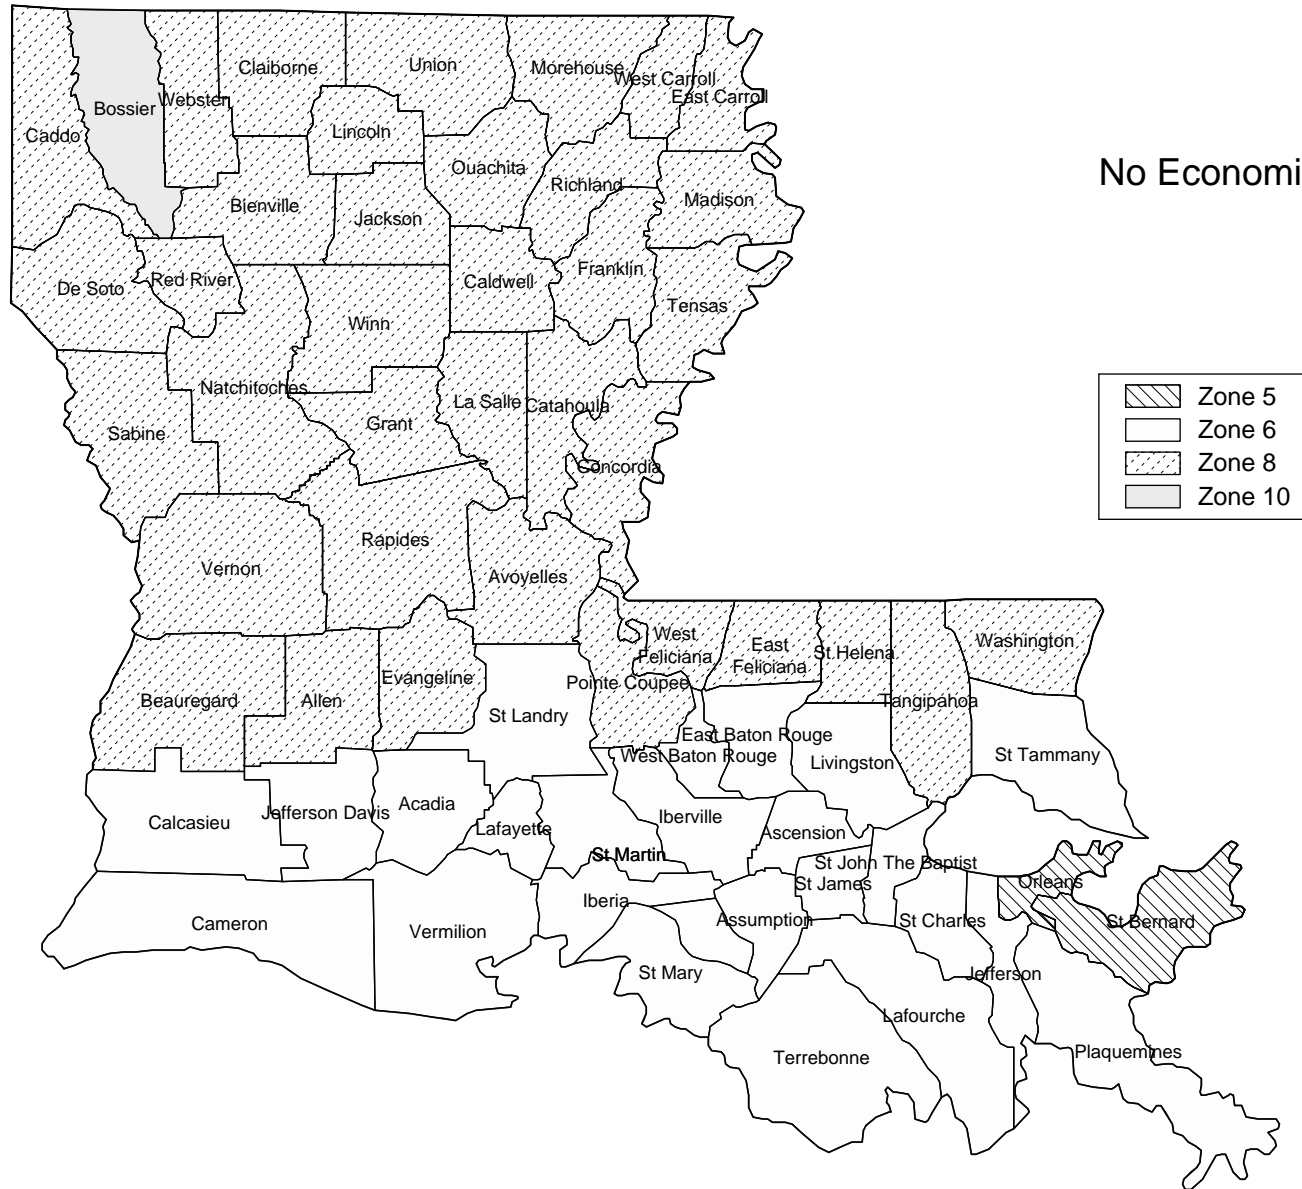 Claiborne
Union
Morehouse
West Carroll
East Carroll
Webster
Bossier
Caddo
Lincoln
Ouachita
Richland
Madison
Bienville
Jackson
No Economi
De Soto
Red River
Caldwell
Franklin
Tensas
Winn
Natchitoches
La Salle
Catahoula
Grant
Sabine
Concordia
Zone 5
Zone 6
Zone 8
Zone 10
Rapides
Vernon
Avoyelles
West
Feliciana
East
Feliciana
St Helena
Washington
Evangeline
Pointe Coupee
Beauregard
Allen
Tangipahoa
St Landry
East Baton Rouge
West Baton Rouge
Livingston
St Tammany
Acadia
Jefferson Davis
Calcasieu
Lafayette
Iberville
Ascension
St Martin
St John The Baptist
St James
Orleans
Iberia
Cameron
Vermilion
Assumption
St Charles
St Bernard
St Mary
Jefferson
Lafourche
Terrebonne
Plaquemines